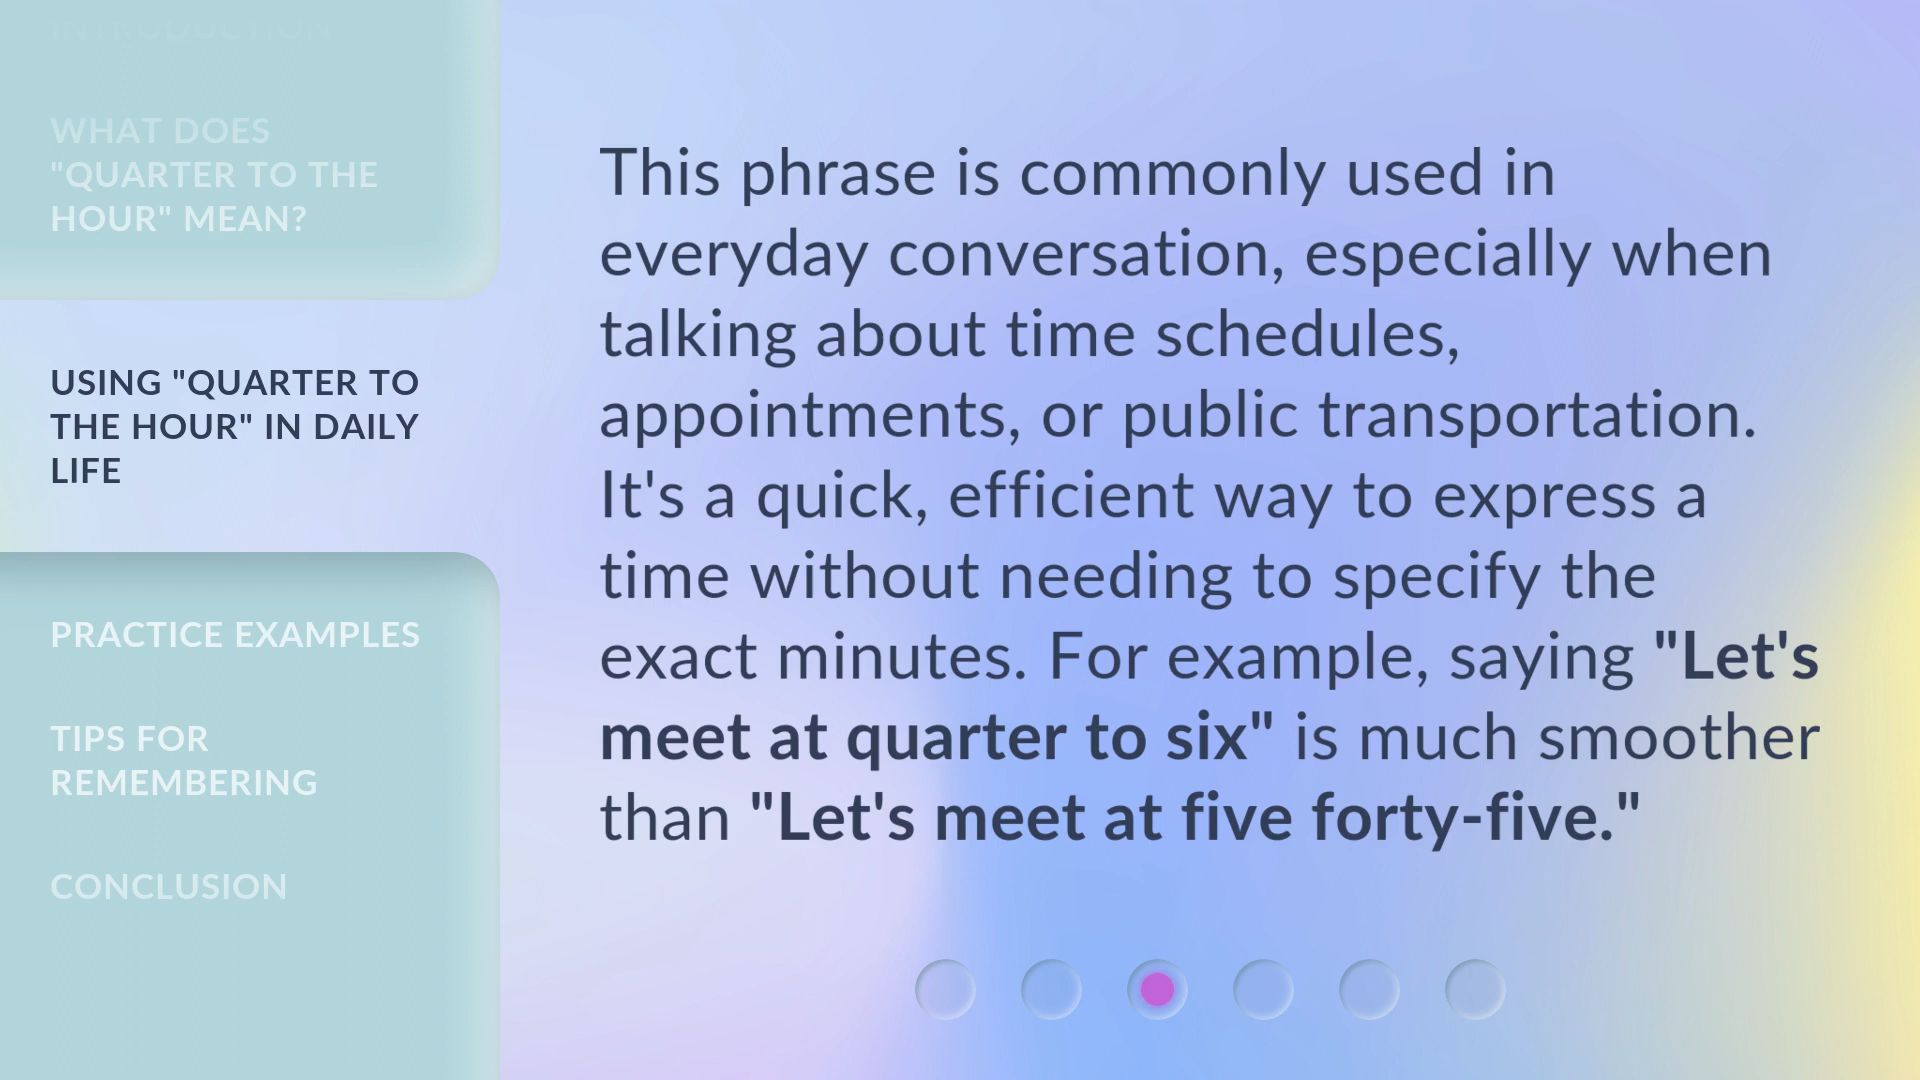 INTRODUCTION
WHAT DOES
"QUARTER TO THE
HOUR" MEAN?
USING "QUARTER TO
THE HOUR" IN DAILY
LIFE
PRACTICE EXAMPLES
TIPS FOR
REMEMBERING
CONCLUSION
This phrase is commonly used in
everyday conversation, especially when
talking about time schedules,
appointments, or public transportation.
It's a quick, efficient way to express a
time without needing to specify the
exact minutes. For example, saying "Let's
meet at quarter to six" is much smoother
than "Let's meet at five forty-five."